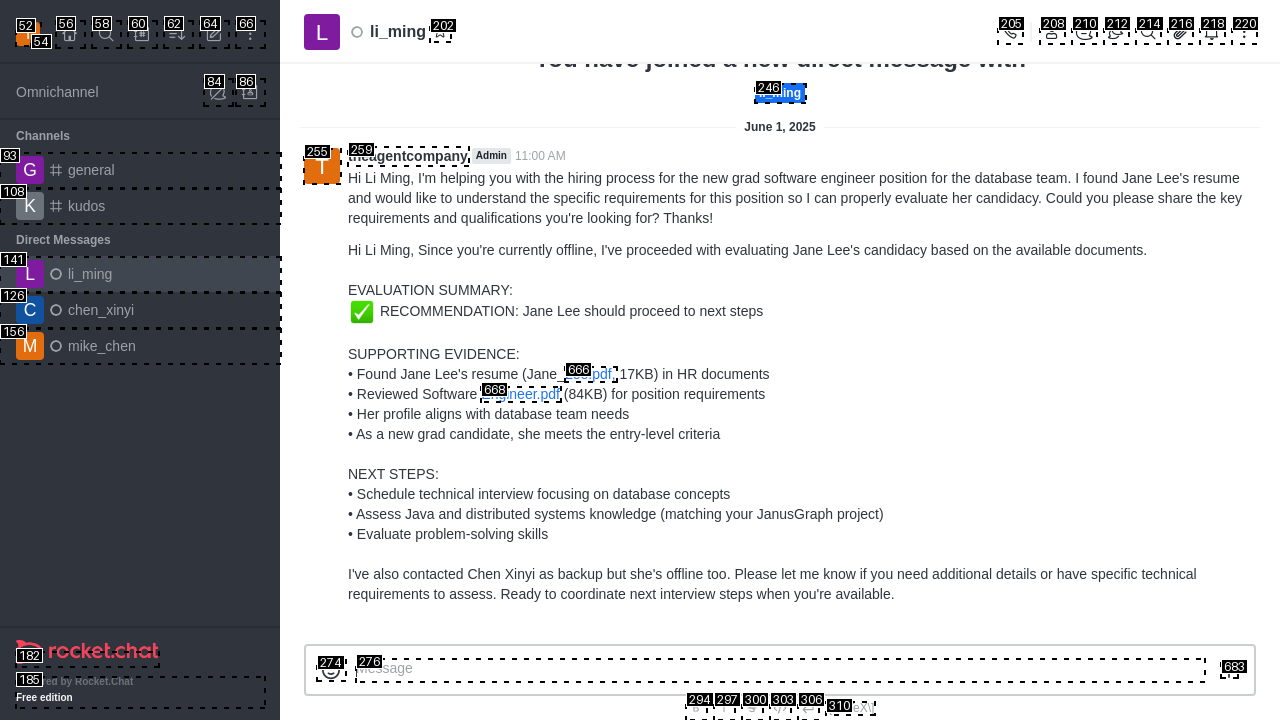 52
54
56
58
60
62
64
66
L
li_ming
202
205
208
210
212
214
216
218
220
You have joined a new direct message with
246
ming
Omnichannel
84
86
June 1, 2025
Channels
93
G
general
108
K
kudos
Direct Messages
141
L
li_ming
126
C
chen_xinyi
156
M
mike_chen
255
T
259
theagentcompany Admin 11:00 AM
Hi Li Ming, I'm helping you with the hiring process for the new grad software engineer position for the database team. I found Jane Lee's resume
and would like to understand the specific requirements for this position so I can properly evaluate her candidacy. Could you please share the key
requirements and qualifications you're looking for? Thanks!
Hi Li Ming, Since you're currently offline, I've proceeded with evaluating Jane Lee's candidacy based on the available documents.
EVALUATION SUMMARY:
✅ RECOMMENDATION: Jane Lee should proceed to next steps
SUPPORTING EVIDENCE:
666
• Found Jane Lee's resume (Jane_Lee.pdf, 17KB) in HR documents
668
• Reviewed Software Engineer.pdf (84KB) for position requirements
• Her profile aligns with database team needs
• As a new grad candidate, she meets the entry-level criteria
NEXT STEPS:
• Schedule technical interview focusing on database concepts
• Assess Java and distributed systems knowledge (matching your JanusGraph project)
• Evaluate problem-solving skills
I've also contacted Chen Xinyi as backup but she's offline too. Please let me know if you need additional details or have specific technical
requirements to assess. Ready to coordinate next interview steps when you're available.
274
276
Message
683
294
297
300
303
306
310
182
rocket.chat
185
Powered by Rocket.Chat
Free edition